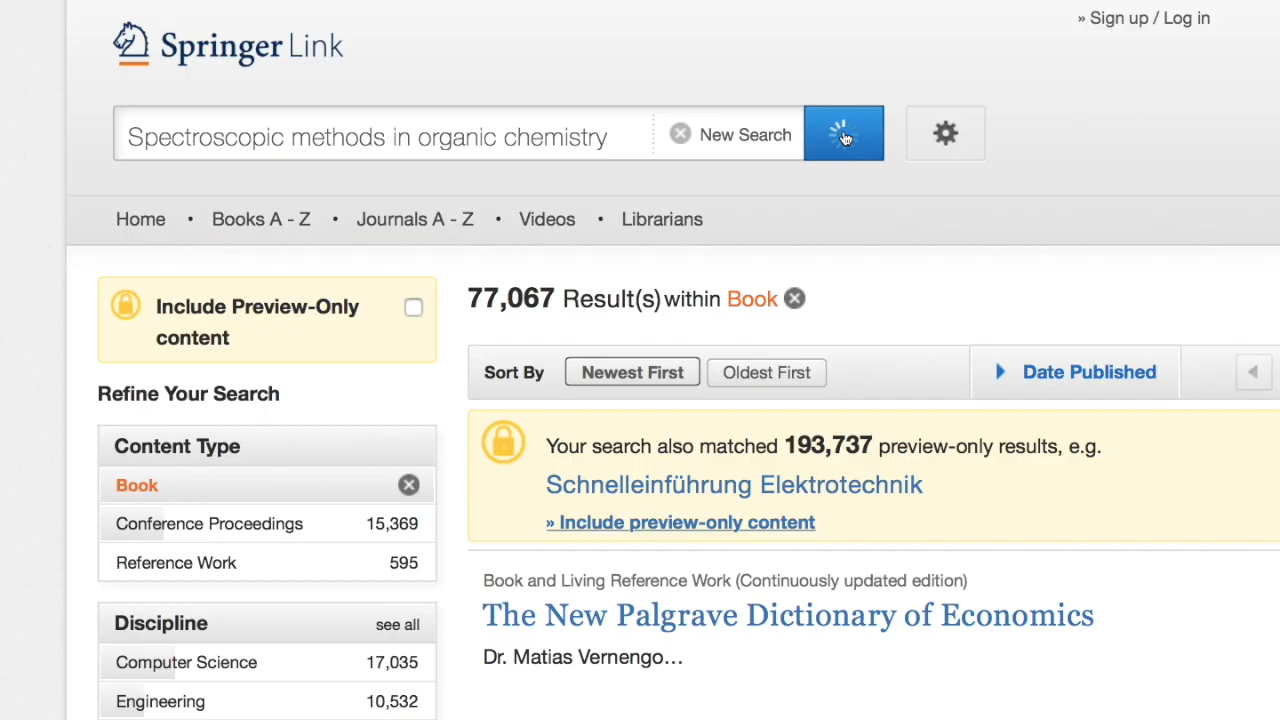 » Sign up / Log in
Springer Link
Spectroscopic methods in organic chemistry
New Search
Home • Books A - Z • Journals A - Z • Videos • Librarians
Include Preview-Only
content
77,067 Result(s) within Book
Refine Your Search
Sort By Newest First Oldest First Date Published
Content Type
Book
Conference Proceedings 15,369
Reference Work 595
Your search also matched 193,737 preview-only results, e.g.
Schnelleinführung Elektrotechnik
» Include preview-only content
Discipline see all
Computer Science 17,035
Engineering 10,532
Book and Living Reference Work (Continuously updated edition)
The New Palgrave Dictionary of Economics
Dr. Matias Vernengo…